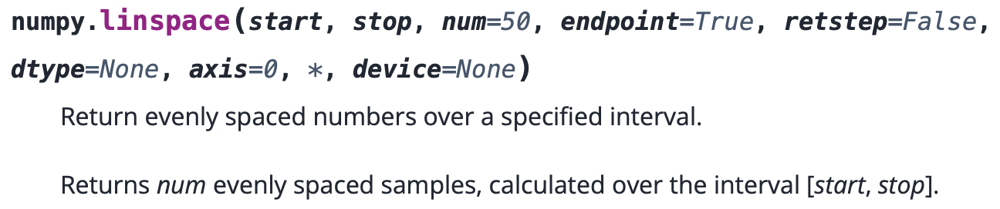 numpy.linspace(start, stop, num=50, endpoint=True, retstep=False,
dtype=None, axis=0, *, device=None)
Return evenly spaced numbers over a specified interval.
Returns num evenly spaced samples, calculated over the interval [start, stop].